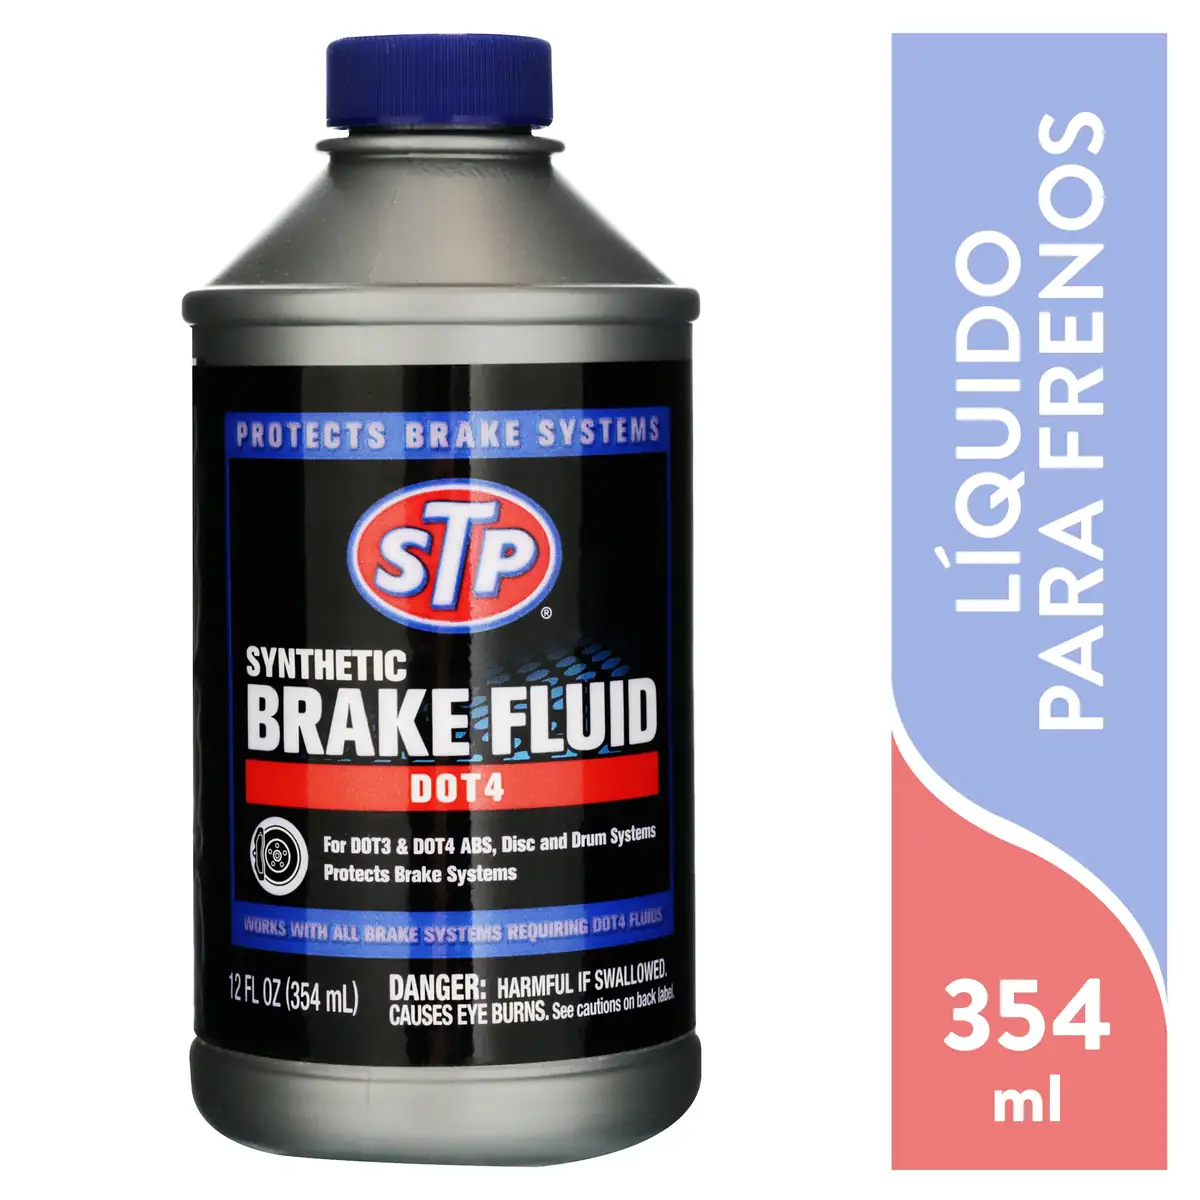 PROTECTS BRAKE SYSTEMS
STP
®
SYNTHETIC
BRAKE FLUID
DOT4
For DOT3 & DOT4 ABS, Disc and Drum Systems
Protects Brake Systems
WORKS WITH ALL BRAKE SYSTEMS REQUIRING DOT4 FLUIDS
12 FL OZ (354 mL)
DANGER: HARMFUL IF SWALLOWED.
CAUSES EYE BURNS. See cautions on back label.
LÍQUIDO
PARA FRENOS
354
ml